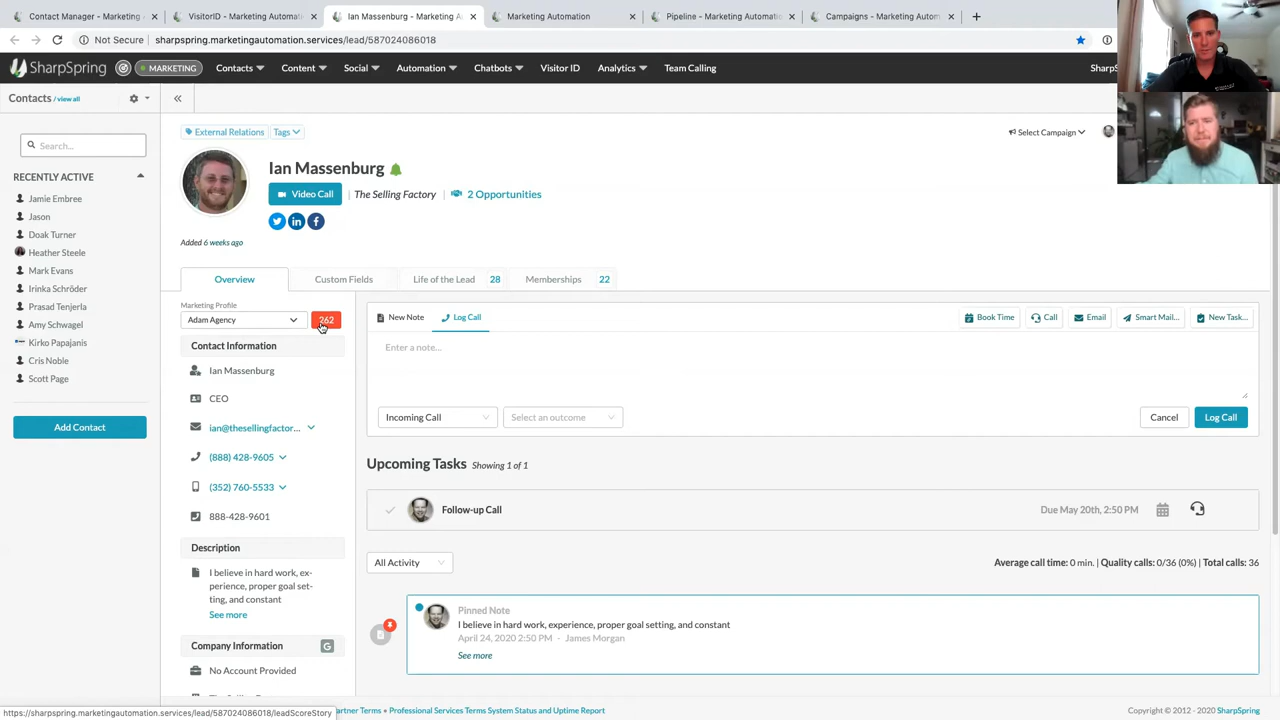 Contact Manager - Marketing A
VisitorID - Marketing Automati
Ian Massenburg - Marketing A
Marketing Automation
Pipeline - Marketing Automatio
Campaigns - Marketing Autom
Not Secure
sharpspring.marketingautomation.services/lead/587024086018
SharpSpring
MARKETING
Contacts
Content
Social
Automation
Chatbots
Visitor ID
Analytics
Team Calling
SharpS
Contacts / view all
Search...
RECENTLY ACTIVE
Jamie Embree
Jason
Doak Turner
Heather Steele
Mark Evans
Irinka Schröder
Prasad Tenjerla
Amy Schwagel
Kirko Papajanis
Cris Noble
Scott Page
Add Contact
External Relations
Tags
Select Campaign
Ian Massenburg
Video Call
The Selling Factory
2 Opportunities
Added 6 weeks ago
Overview
Custom Fields
Life of the Lead 28
Memberships 22
Marketing Profile
Adam Agency
262
Contact Information
Ian Massenburg
CEO
ian@thesellingfactor...
(888) 428-9605
(352) 760-5533
888-428-9601
Description
I believe in hard work, ex-
perience, proper goal set-
ting, and constant
See more
Company Information
No Account Provided
New Note
Log Call
Book Time
Call
Email
Smart Mail...
New Task...
Enter a note...
Incoming Call
Select an outcome
Cancel
Log Call
Upcoming Tasks Showing 1 of 1
Follow-up Call
Due May 20th, 2:50 PM
All Activity
Average call time: 0 min. | Quality calls: 0/36 (0%) | Total calls: 36
Pinned Note
I believe in hard work, experience, proper goal setting, and constant
April 24, 2020 2:50 PM - James Morgan
See more
https://sharpspring.marketingautomation.services/lead/587024086018/leadScoreStory
rtner Terms • Professional Services Terms System Status and Uptime Report
Copyright © 2012 - 2020 SharpSpring